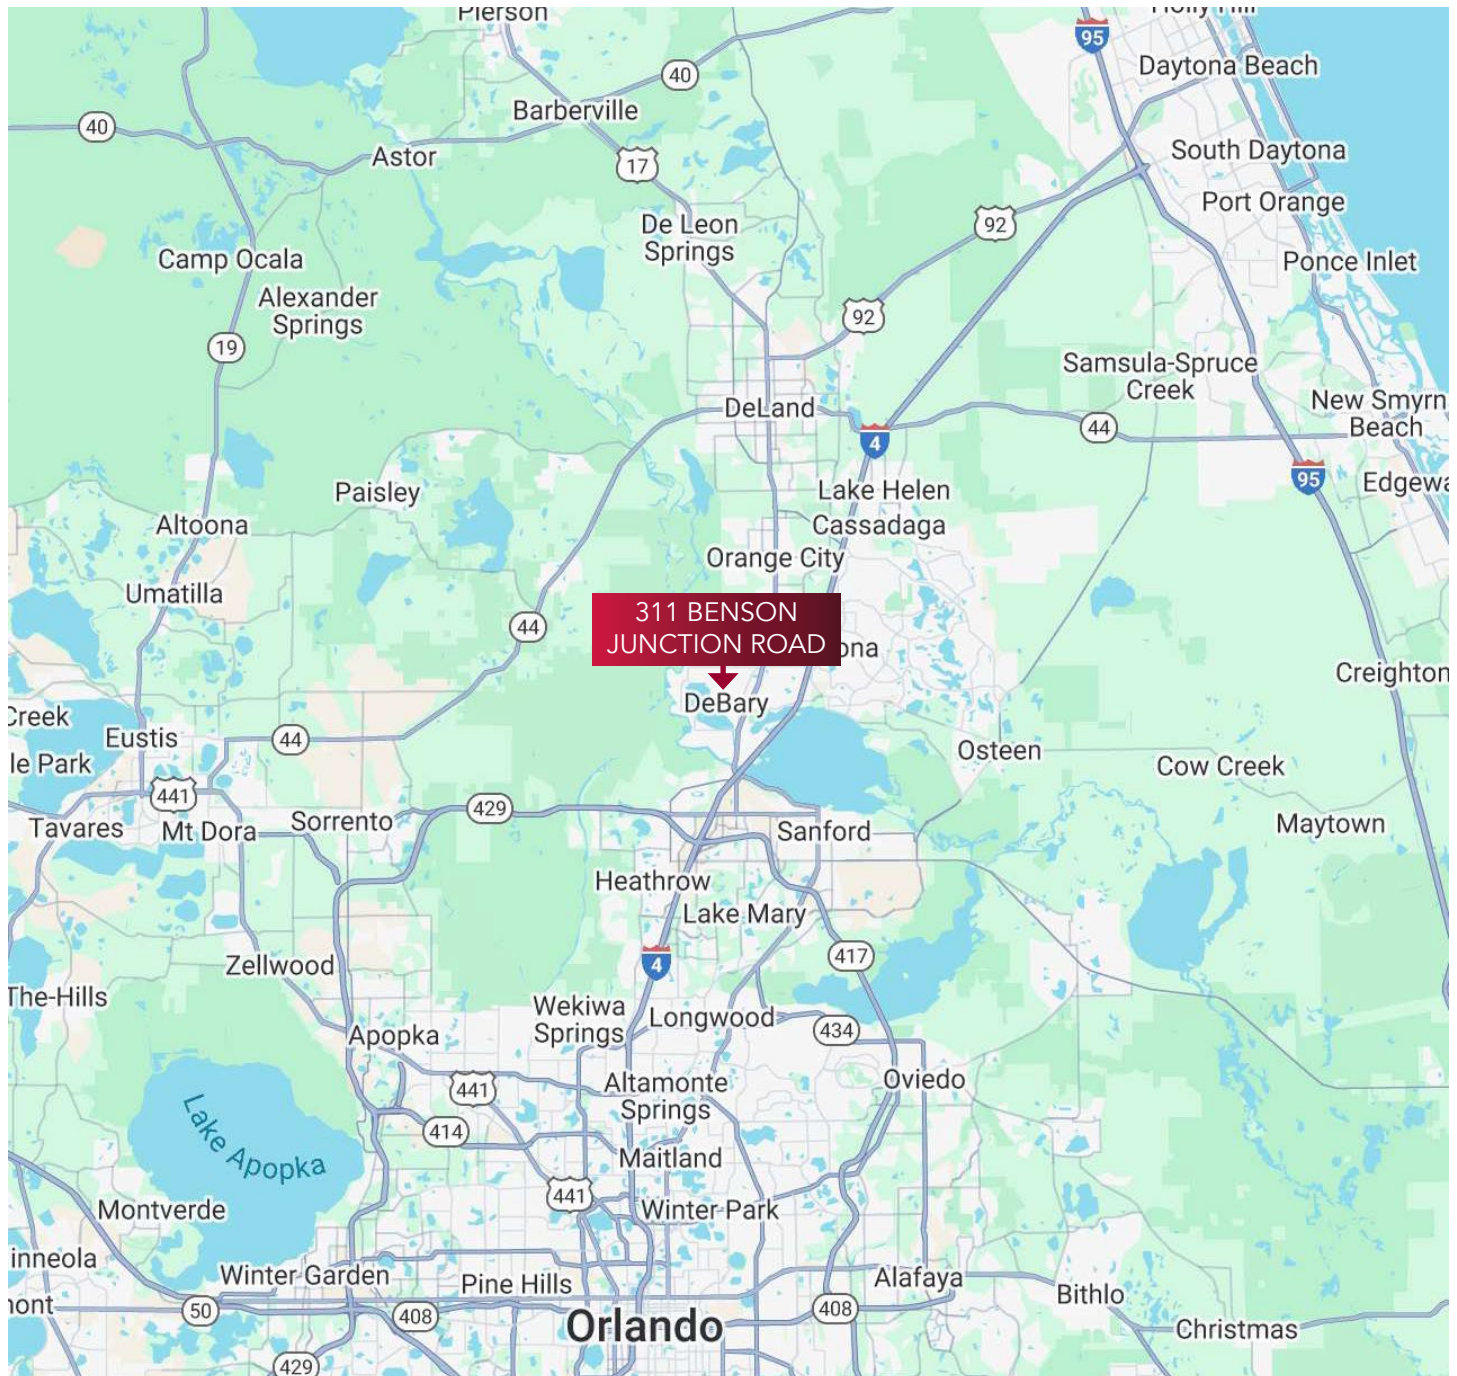 Pierson
Holly Hill
95
Daytona Beach
40
Barberville
40
Astor
17
South Daytona
Port Orange
De Leon
Springs
92
Camp Ocala
Ponce Inlet
Alexander
Springs
92
19
Samsula-Spruce
Creek
DeLand
New Smyrn
Beach
44
4
95
Edgewa
Paisley
Lake Helen
Altoona
Cassadaga
Orange City
Umatilla
311 BENSON
JUNCTION ROAD
44
ona
Creighton
DeBary
Creek
Eustis
44
Osteen
le Park
Cow Creek
441
429
Tavares
Mt Dora
Sorrento
Sanford
Maytown
Heathrow
Lake Mary
Zellwood
4
417
The-Hills
Wekiwa
Springs
Longwood
434
Apopka
441
Altamonte
Springs
Oviedo
Lake Apopka
414
Maitland
441
Winter Park
Montverde
inneola
Winter Garden
Pine Hills
Alafaya
Bithlo
ont
50
408
408
Orlando
Christmas
429